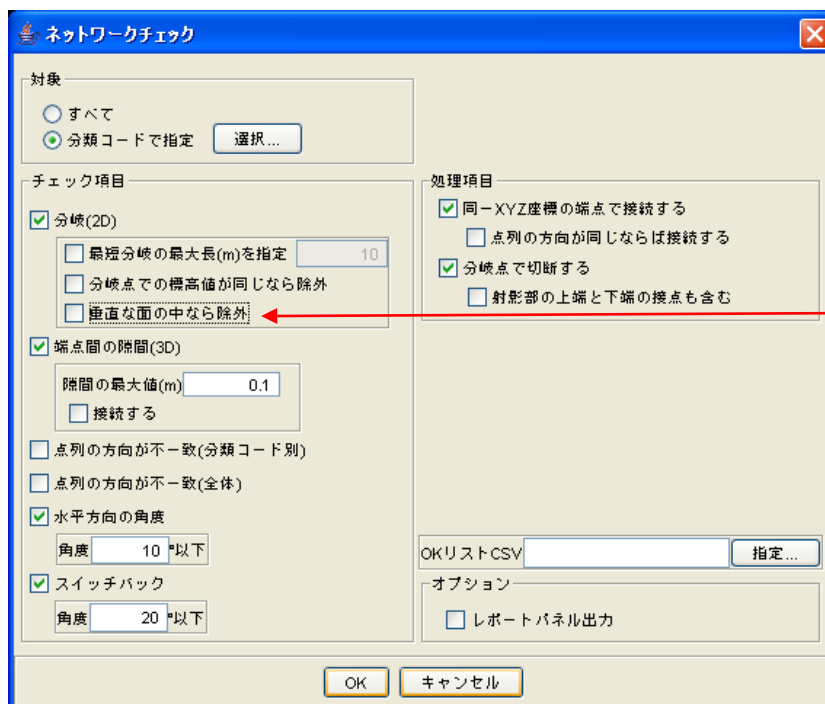 ネットワークチェック
対象
すべて
分類コードで指定 選択...
チェック項目
分岐(2D)
最短分岐の最大長(m)を指定 10
分岐点での標高値が同じなら除外
垂直な面の中なら除外
端点間の隙間(3D)
隙間の最大値(m) 0.1
接続する
点列の方向が不一致(分類コード別)
点列の方向が不一致(全体)
水平方向の角度
角度 10 °以下
スイッチバック
角度 20 °以下
処理項目
同一XYZ座標の端点で接続する
点列の方向が同じならば接続する
分岐点で切断する
射影部の上端と下端の接点も含む
OKリストCSV 指定...
オプション
レポートパネル出力
OK キャンセル